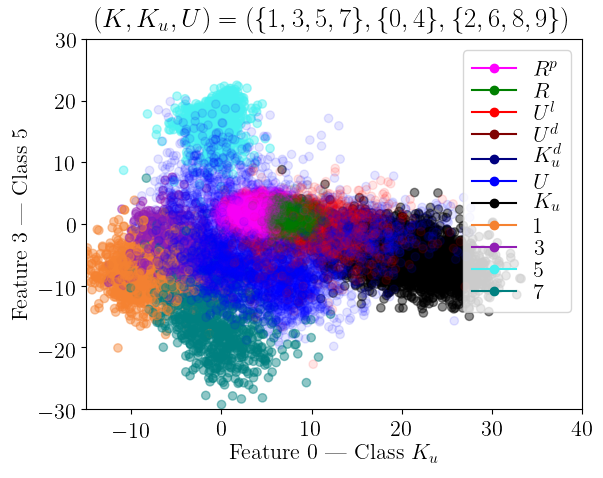 (K, K_u, U) = ({1, 3, 5, 7}, {0, 4}, {2, 6, 8, 9})
30
20
10
0
−10
−20
−30
Feature 3 — Class 5
R^p
R
U^l
U^d
K_u^d
U
K_u
1
3
5
7
−10
0
10
20
30
40
Feature 0 — Class K_u